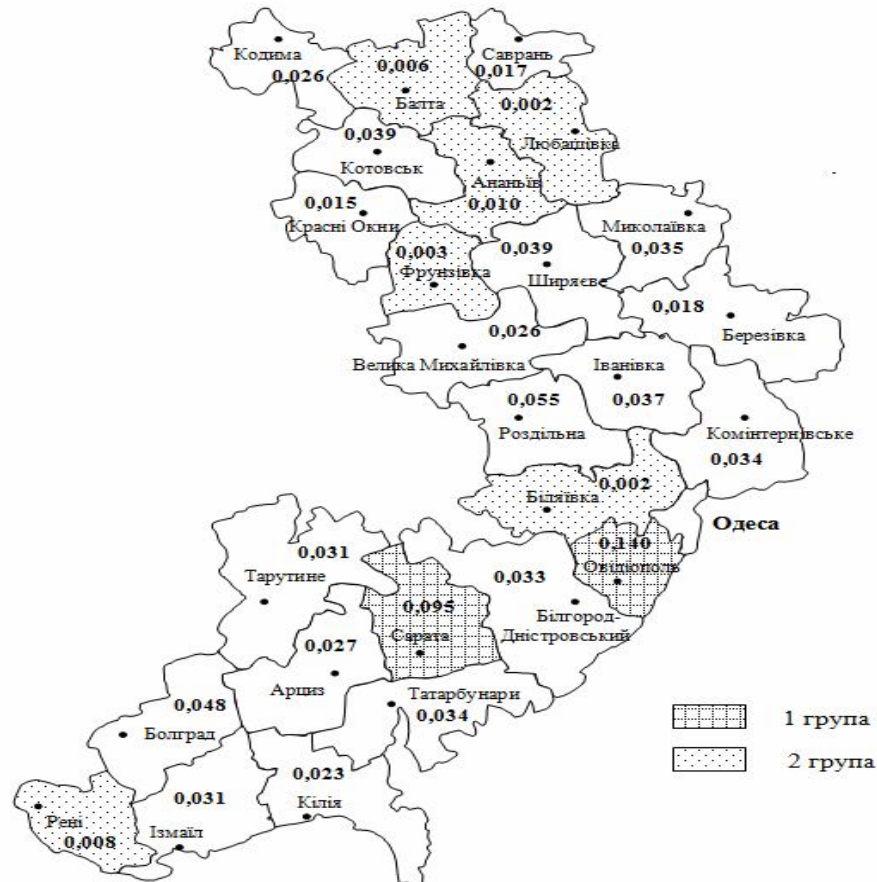 Кодима
0,026
0,006
Балта
Саврань
0,017
0,002
Любашівка
0,039
Котовськ
Ананьїв
0,010
0,015
Красні Окни
Миколаївка
0,035
0,003
Фрунзівка
0,039
Ширяєве
0,018
Березівка
0,026
Велика Михайлівка
Іванівка
0,037
0,055
Роздільна
Комінтернівське
0,034
0,002
Біляївка
Одеса
0,140
Овідіополь
0,031
Тарутине
0,033
Білгород-
Дністровський
0,095
Сарата
0,027
Арциз
Татарбунари
0,034
0,048
Болград
0,023
Кілія
0,031
Ізмаїл
Рені
0,008
1 група
2 група